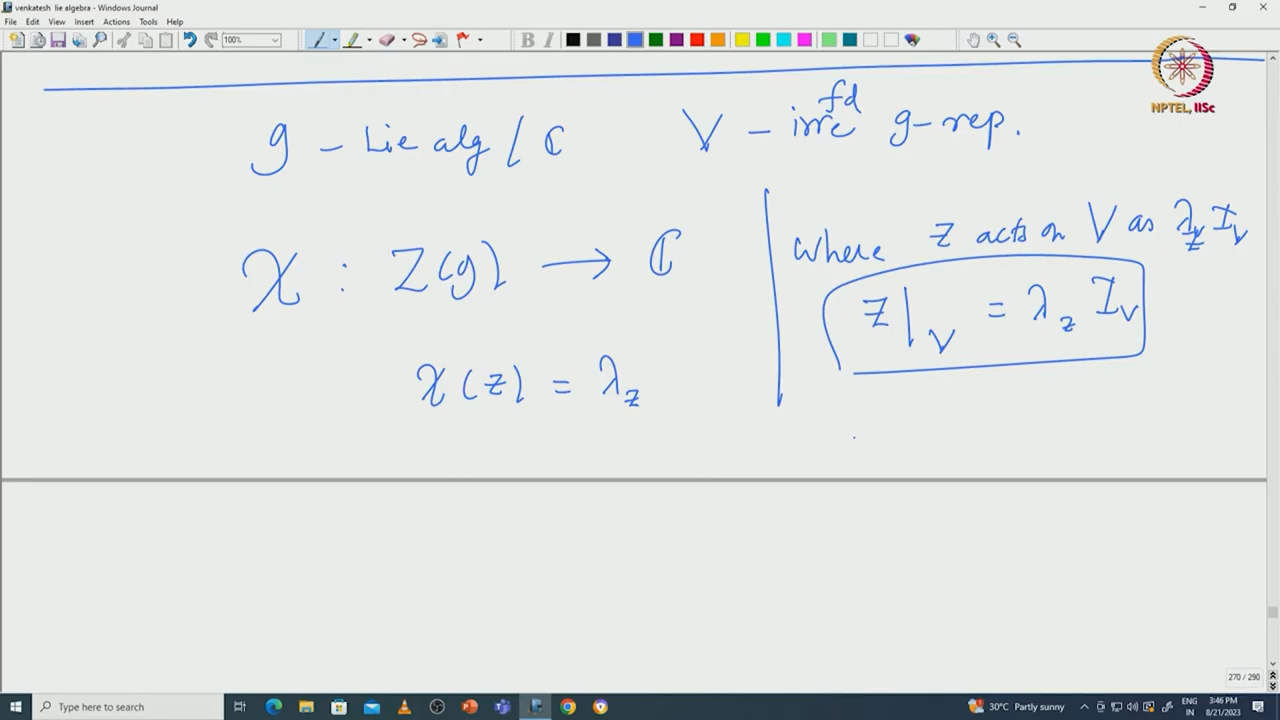 venkatesh lie algebra - Windows Journal
File Edit View Insert Actions Tools Help
100%
B I
NPTEL, IISc
g - Lie alg / ℂ
V - irre fd g-rep.
χ : Z(g) → ℂ
χ(z) = λ_z
where z acts on V as λ_z I_V
z|_V = λ_z I_V
270 / 290
Type here to search
30°C Partly sunny
ENG
IN
3:46 PM
8/21/2023